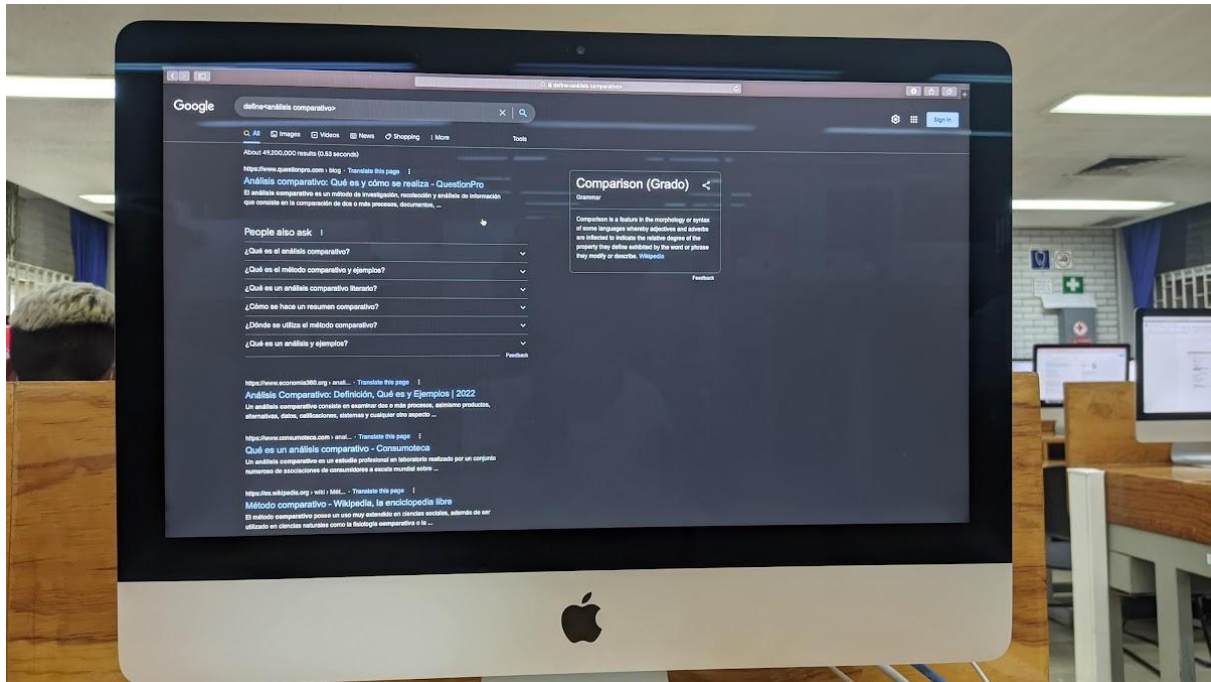 define<análisis comparativo>
Google
define<análisis comparativo>
All Images Videos News Shopping More Tools
Sign in
About 49,200,000 results (0.53 seconds)
https://www.questionpro.com › blog · Translate this page
Análisis comparativo: Qué es y cómo se realiza - QuestionPro
El análisis comparativo es un método de investigación, recolección y análisis de información
que consiste en la comparación de dos o más procesos, documentos, ...
People also ask
¿Qué es el análisis comparativo?
¿Qué es el método comparativo y ejemplos?
¿Qué es un análisis comparativo literario?
¿Cómo se hace un resumen comparativo?
¿Dónde se utiliza el método comparativo?
¿Qué es un análisis y ejemplos?
Feedback
https://www.economia360.org › anali... · Translate this page
Análisis Comparativo: Definición, Qué es y Ejemplos | 2022
Un análisis comparativo consiste en examinar dos o más procesos, asimismo productos,
alternativas, datos, calificaciones, sistemas y cualquier otro aspecto ...
https://www.consumoteca.com › anal... · Translate this page
Qué es un análisis comparativo - Consumoteca
Un análisis comparativo es un estudio profesional en laboratorio realizado por un conjunto
numeroso de asociaciones de consumidores a escala mundial sobre ...
https://es.wikipedia.org › wiki › Mét... · Translate this page
Método comparativo - Wikipedia, la enciclopedia libre
El método comparativo posee un uso muy extendido en ciencias sociales, además de ser
utilizado en ciencias naturales como la fisiología comparativa o la ...
Comparison (Grado)
Grammar
Comparison is a feature in the morphology or syntax
of some languages whereby adjectives and adverbs
are inflected to indicate the relative degree of the
property they define exhibited by the word or phrase
they modify or describe. Wikipedia
Feedback